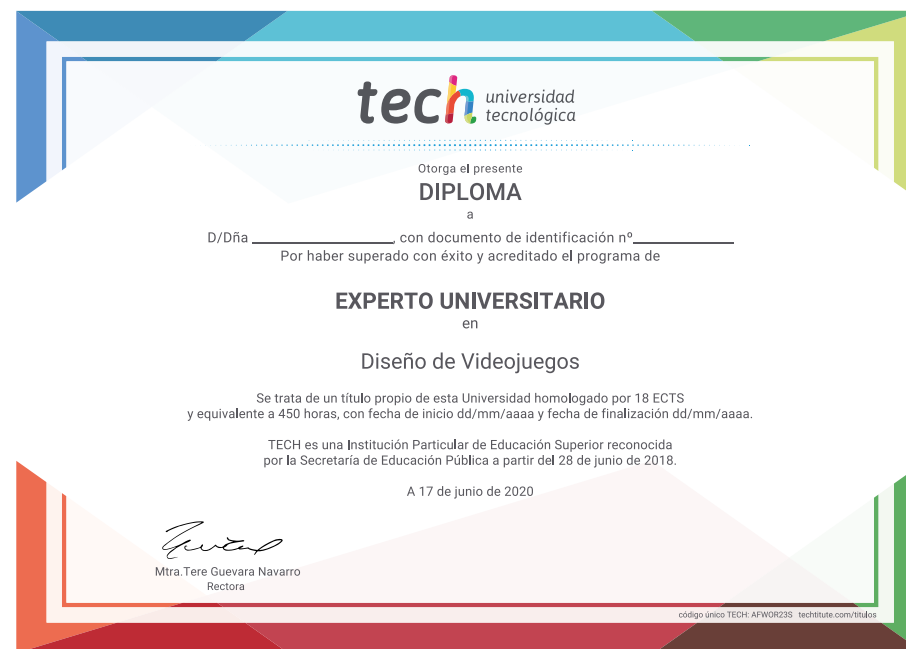 tech universidad
tecnológica
Otorga el presente
DIPLOMA
a
D/Dña ____________________, con documento de identificación nº______________
Por haber superado con éxito y acreditado el programa de
EXPERTO UNIVERSITARIO
en
Diseño de Videojuegos
Se trata de un título propio de esta Universidad homologado por 18 ECTS
y equivalente a 450 horas, con fecha de inicio dd/mm/aaaa y fecha de finalización dd/mm/aaaa.
TECH es una Institución Particular de Educación Superior reconocida
por la Secretaría de Educación Pública a partir del 28 de junio de 2018.
A 17 de junio de 2020
Mtra.Tere Guevara Navarro
Rectora
código único TECH: AFWOR23S techtitute.com/titulos